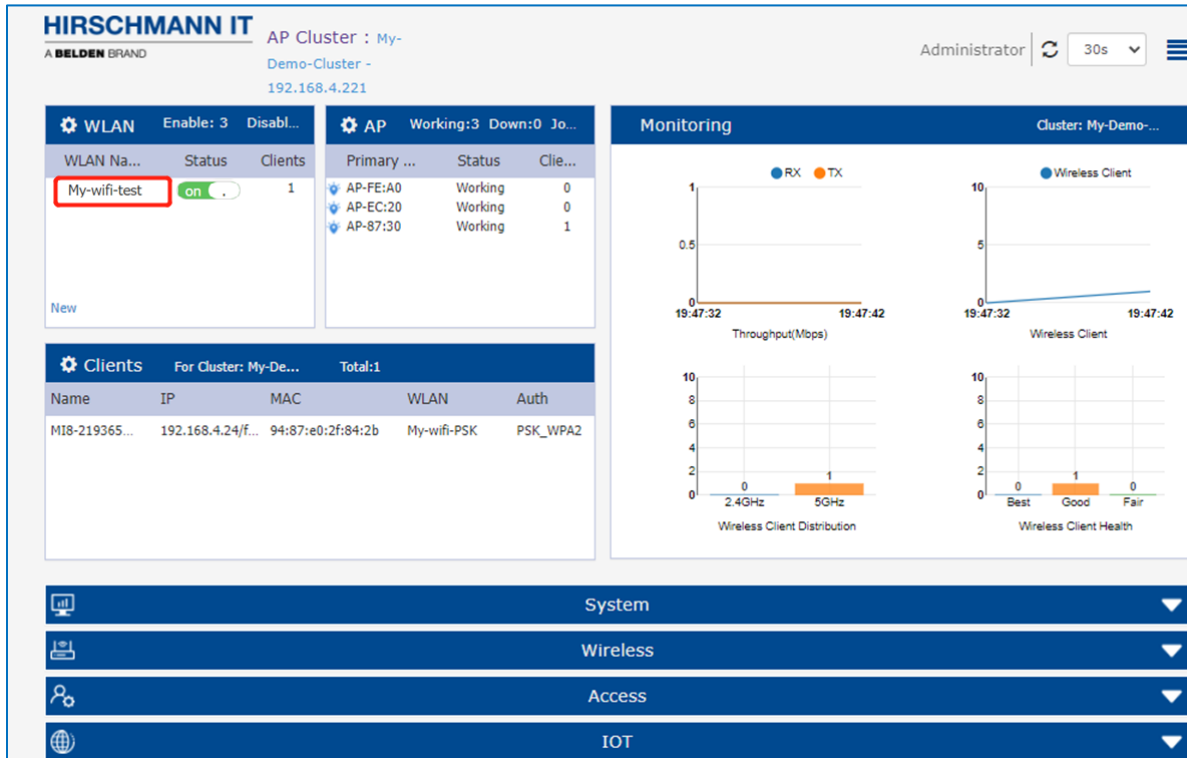 HIRSCHMANN IT
A BELDEN BRAND
AP Cluster : My-
Demo-Cluster -
192.168.4.221
Administrator
30s
WLAN Enable: 3 Disabl...
WLAN Na... Status Clients
My-wifi-test on . 1
New
AP Working:3 Down:0 Jo...
Primary ... Status Clie...
AP-FE:A0 Working 0
AP-EC:20 Working 0
AP-87:30 Working 1
Clients For Cluster: My-De... Total:1
Name IP MAC WLAN Auth
MI8-219365... 192.168.4.24/f... 94:87:e0:2f:84:2b My-wifi-PSK PSK_WPA2
Monitoring Cluster: My-Demo-...
RX TX
1
0.5
0
19:47:32 19:47:42
Throughput(Mbps)
Wireless Client
10
5
0
19:47:32 19:47:42
Wireless Client
10
8
6
4
2
0
0 1
2.4GHz 5GHz
Wireless Client Distribution
10
8
6
4
2
0
0 1 0
Best Good Fair
Wireless Client Health
System
Wireless
Access
IOT